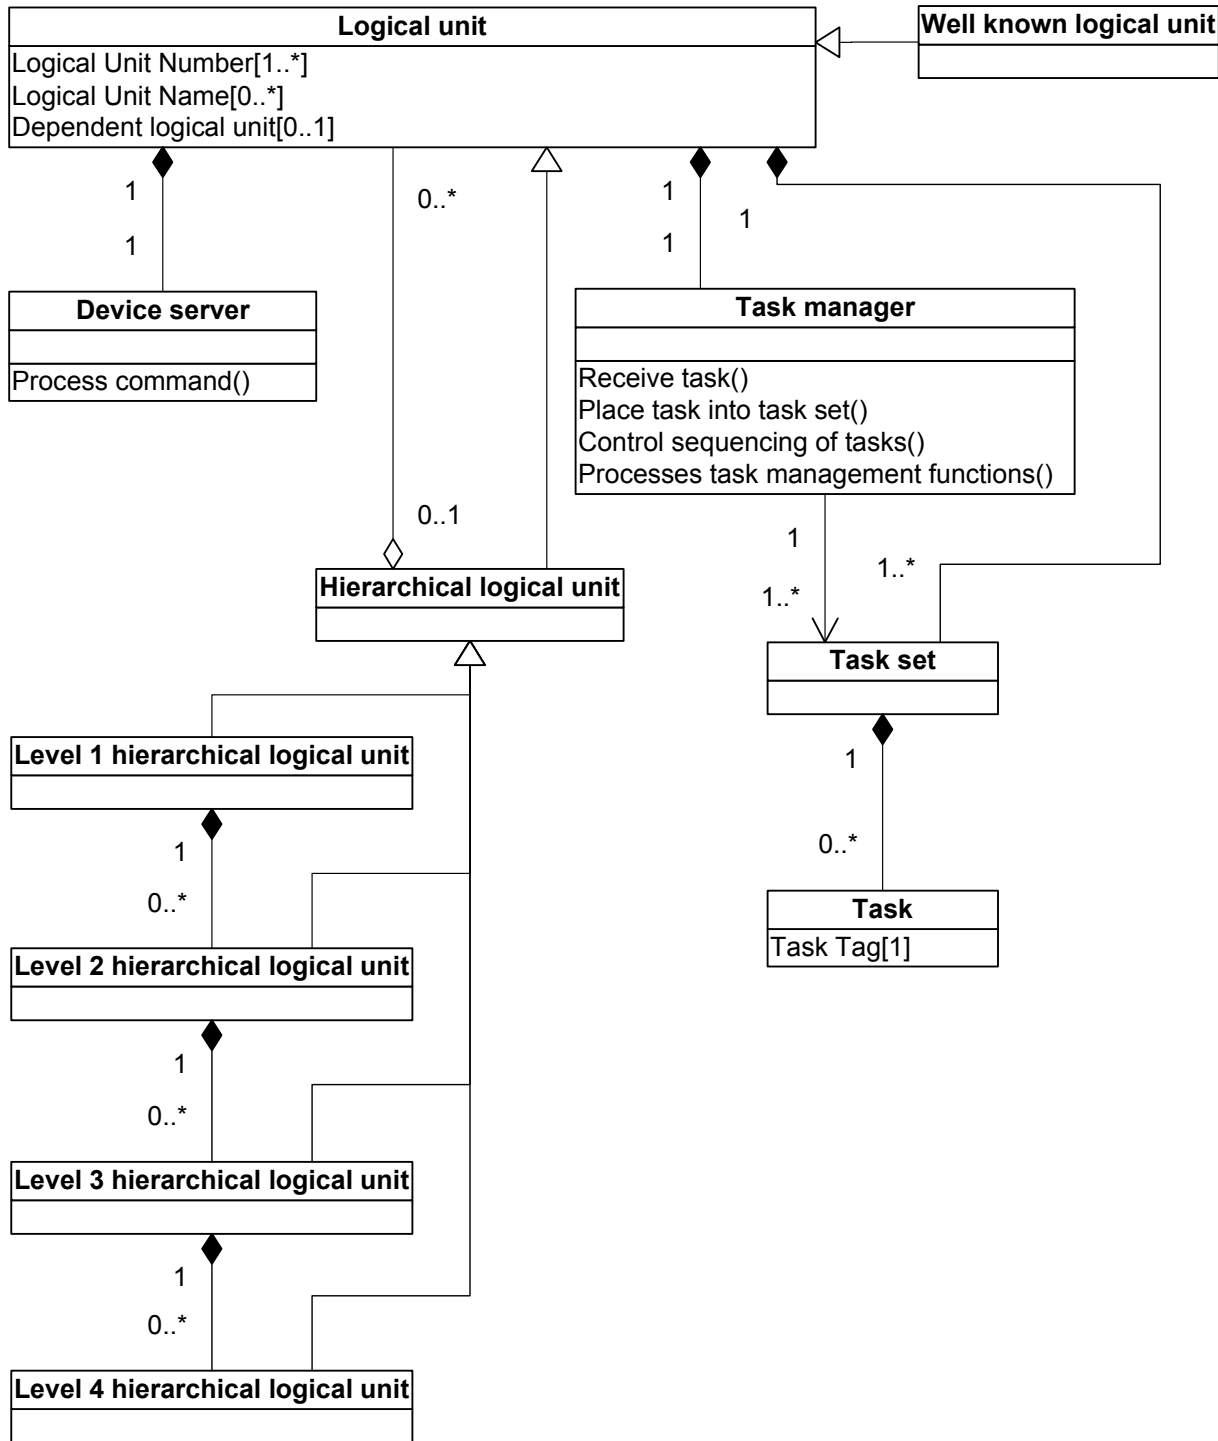 Logical unit
Logical Unit Number[1..*]
Logical Unit Name[0..*]
Dependent logical unit[0..1]
Well known logical unit
1
1
0..*
1
1
1
Device server
Process command()
Task manager
Receive task()
Place task into task set()
Control sequencing of tasks()
Processes task management functions()
0..1
1
1..*
1..*
Hierarchical logical unit
Task set
1
0..*
Task
Task Tag[1]
Level 1 hierarchical logical unit
1
0..*
Level 2 hierarchical logical unit
1
0..*
Level 3 hierarchical logical unit
1
0..*
Level 4 hierarchical logical unit